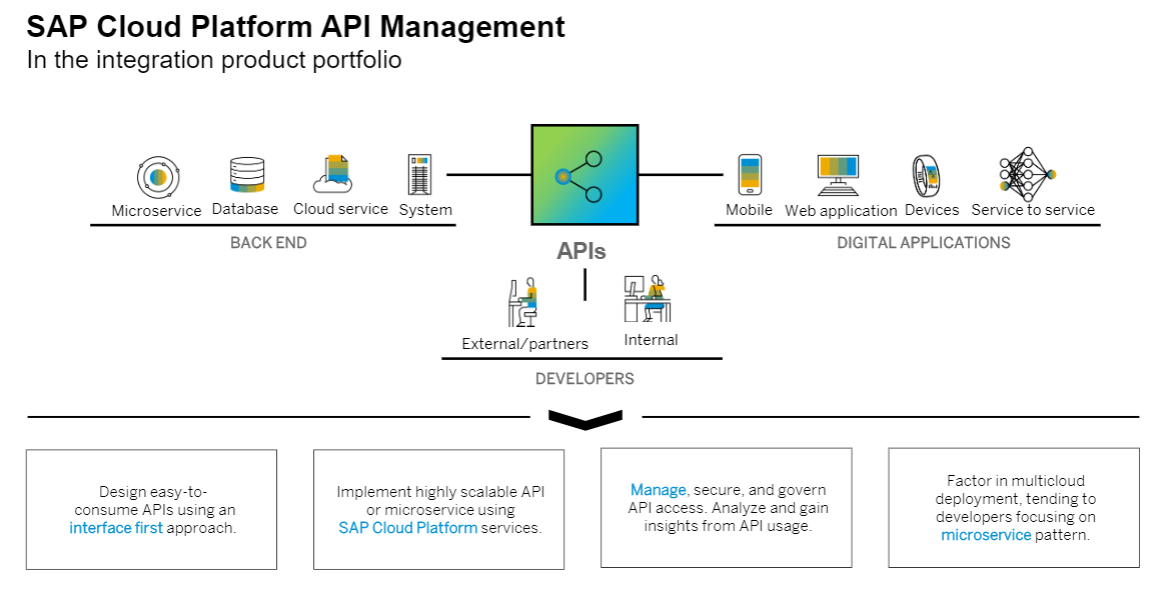 SAP Cloud Platform API Management
In the integration product portfolio
Microservice
Database
Cloud service
System
BACK END
APIs
Mobile
Web application
Devices
Service to service
DIGITAL APPLICATIONS
External/partners
Internal
DEVELOPERS
Design easy-to-
consume APIs using an
interface first approach.
Implement highly scalable API
or microservice using
SAP Cloud Platform services.
Manage, secure, and govern
API access. Analyze and gain
insights from API usage.
Factor in multicloud
deployment, tending to
developers focusing on
microservice pattern.